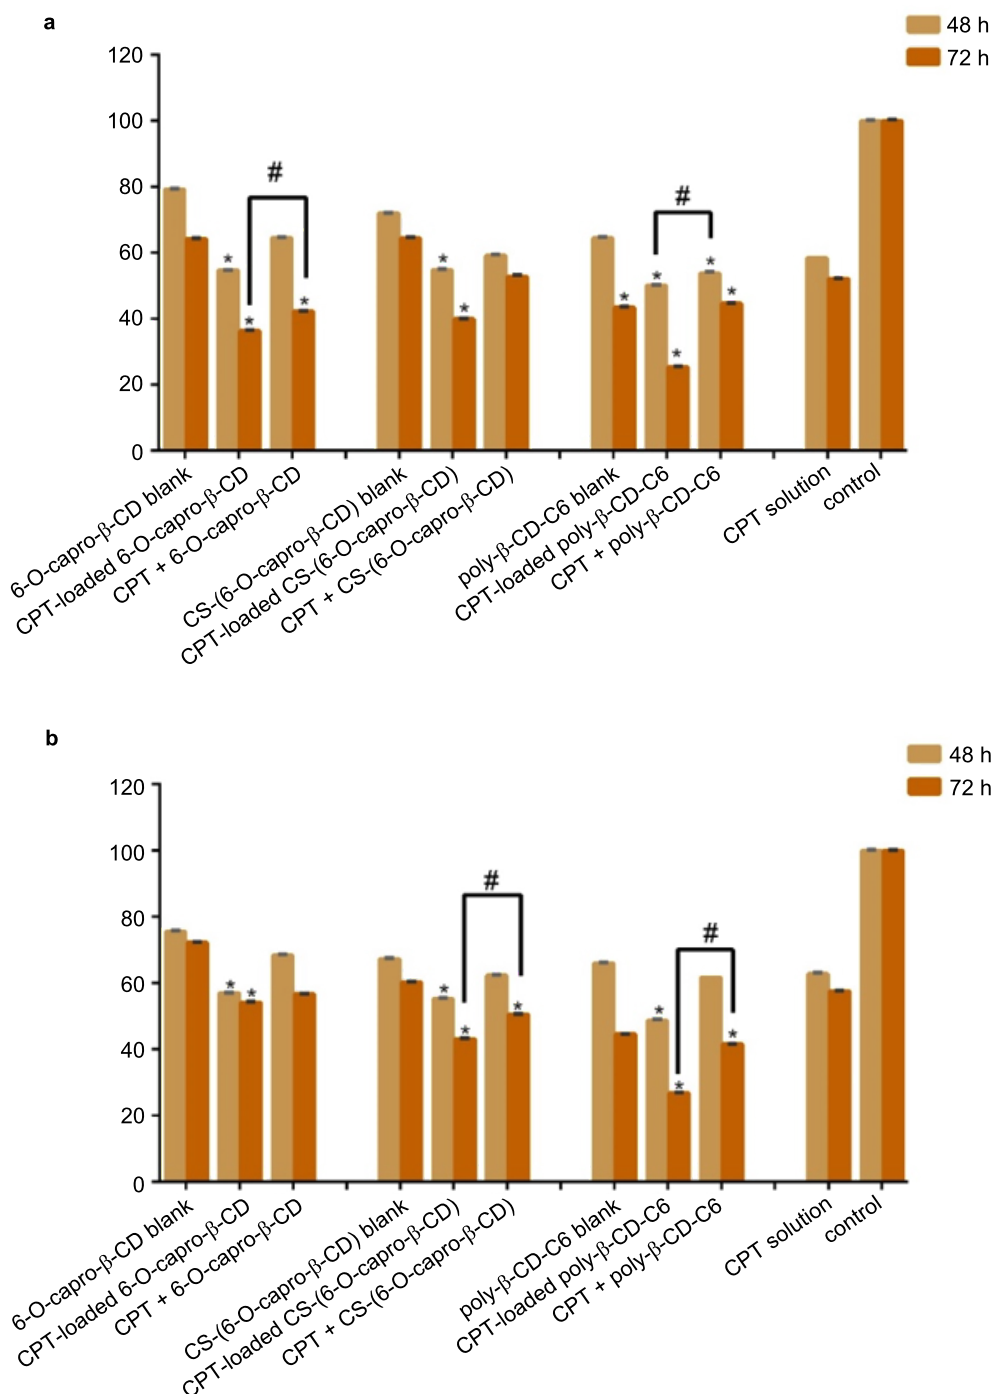 a
48 h
72 h
120
100
80
60
40
20
0
#
#
* * *
* *
* * * * *
6-O-capro-β-CD blank
CPT-loaded 6-O-capro-β-CD
CPT + 6-O-capro-β-CD
CS-(6-O-capro-β-CD) blank
CPT-loaded CS-(6-O-capro-β-CD)
CPT + CS-(6-O-capro-β-CD)
poly-β-CD-C6 blank
CPT-loaded poly-β-CD-C6
CPT + poly-β-CD-C6
CPT solution
control
b
48 h
72 h
120
100
80
60
40
20
0
#
#
* *
* * *
* * *
6-O-capro-β-CD blank
CPT-loaded 6-O-capro-β-CD
CPT + 6-O-capro-β-CD
CS-(6-O-capro-β-CD) blank
CPT-loaded CS-(6-O-capro-β-CD)
CPT + CS-(6-O-capro-β-CD)
poly-β-CD-C6 blank
CPT-loaded poly-β-CD-C6
CPT + poly-β-CD-C6
CPT solution
control